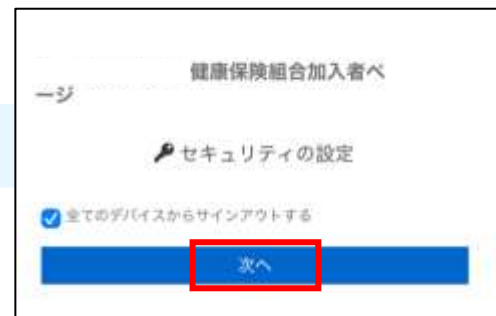 健康保険組合加入者ペ
ージ
セキュリティの設定
全てのデバイスからサインアウトする
次へ